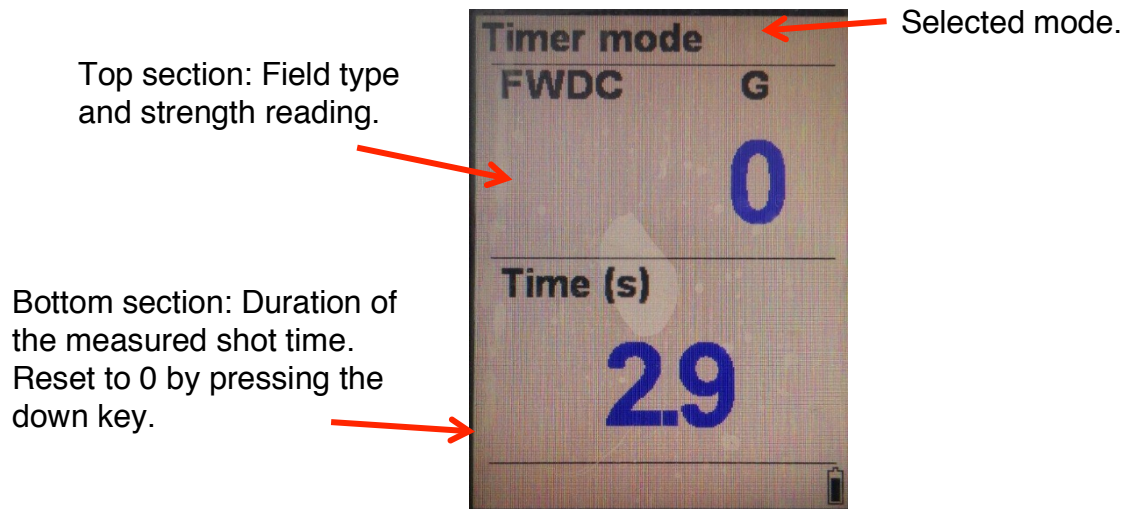 Selected mode.
Timer mode
Top section: Field type
and strength reading.
FWDC G
0
Bottom section: Duration of
the measured shot time.
Reset to 0 by pressing the
down key.
Time (s)
2.9